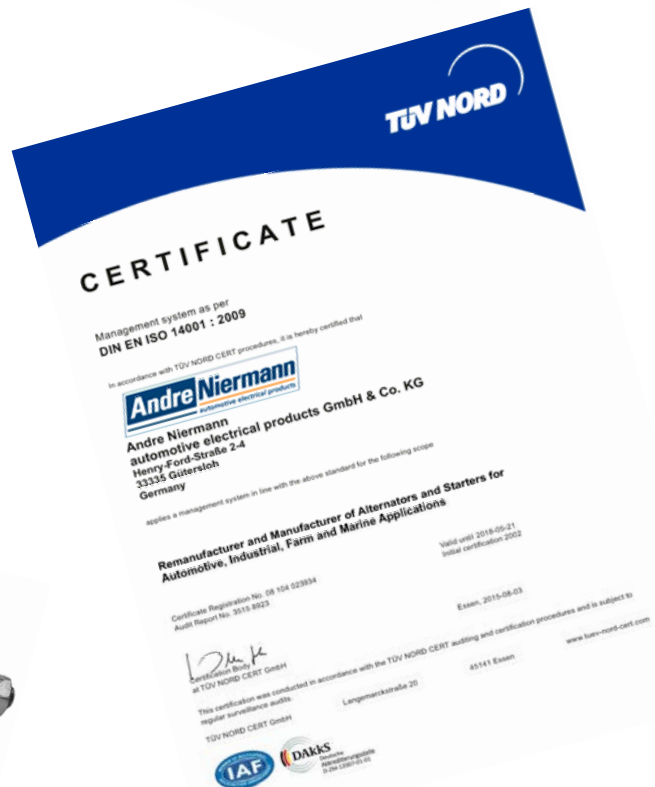 TÜV NORD
CERTIFICATE
Management system as per
DIN EN ISO 14001 : 2009
In accordance with TÜV NORD CERT procedures, it is hereby certified that
Andre Niermann
automotive electrical products
Andre Niermann
automotive electrical products GmbH & Co. KG
Henry-Ford-Straße 2-4
33335 Gütersloh
Germany
applies a management system in line with the above standard for the following scope
Remanufacturer and Manufacturer of Alternators and Starters for
Automotive, Industrial, Farm and Marine Applications
Certificate Registration No. 08 104 023934
Audit Report No. 3515 8923
Valid until 2018-05-21
Initial certification 2002
Certification Body
at TÜV NORD CERT GmbH
Essen, 2015-08-03
This certification was conducted in accordance with the TÜV NORD CERT auditing and certification procedures and is subject to
regular surveillance audits.
TÜV NORD CERT GmbH
Langemarckstraße 20
45141 Essen
www.tuev-nord-cert.com
IAF
DAkkS
Deutsche
Akkreditierungsstelle